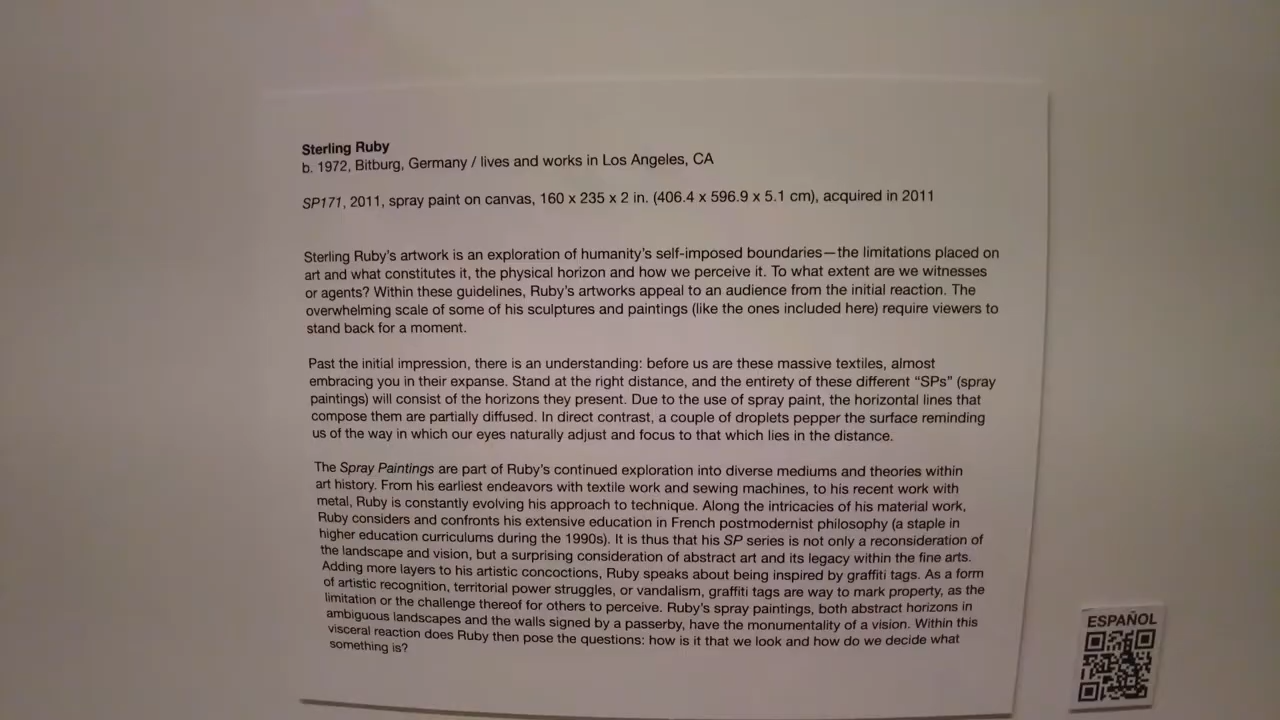 Sterling Ruby
b. 1972, Bitburg, Germany / lives and works in Los Angeles, CA
SP171, 2011, spray paint on canvas, 160 x 235 x 2 in. (406.4 x 596.9 x 5.1 cm), acquired in 2011
Sterling Ruby's artwork is an exploration of humanity's self-imposed boundaries—the limitations placed on
art and what constitutes it, the physical horizon and how we perceive it. To what extent are we witnesses
or agents? Within these guidelines, Ruby's artworks appeal to an audience from the initial reaction. The
overwhelming scale of some of his sculptures and paintings (like the ones included here) require viewers to
stand back for a moment.
Past the initial impression, there is an understanding: before us are these massive textiles, almost
embracing you in their expanse. Stand at the right distance, and the entirety of these different “SPs” (spray
paintings) will consist of the horizons they present. Due to the use of spray paint, the horizontal lines that
compose them are partially diffused. In direct contrast, a couple of droplets pepper the surface reminding
us of the way in which our eyes naturally adjust and focus to that which lies in the distance.
The Spray Paintings are part of Ruby's continued exploration into diverse mediums and theories within
art history. From his earliest endeavors with textile work and sewing machines, to his recent work with
metal, Ruby is constantly evolving his approach to technique. Along the intricacies of his material work,
Ruby considers and confronts his extensive education in French postmodernist philosophy (a staple in
higher education curriculums during the 1990s). It is thus that his SP series is not only a reconsideration of
the landscape and vision, but a surprising consideration of abstract art and its legacy within the fine arts.
Adding more layers to his artistic concoctions, Ruby speaks about being inspired by graffiti tags. As a form
of artistic recognition, territorial power struggles, or vandalism, graffiti tags are way to mark property, as the
limitation or the challenge thereof for others to perceive. Ruby's spray paintings, both abstract horizons in
ambiguous landscapes and the walls signed by a passerby, have the monumentality of a vision. Within this
visceral reaction does Ruby then pose the questions: how is it that we look and how do we decide what
something is?
ESPAÑOL